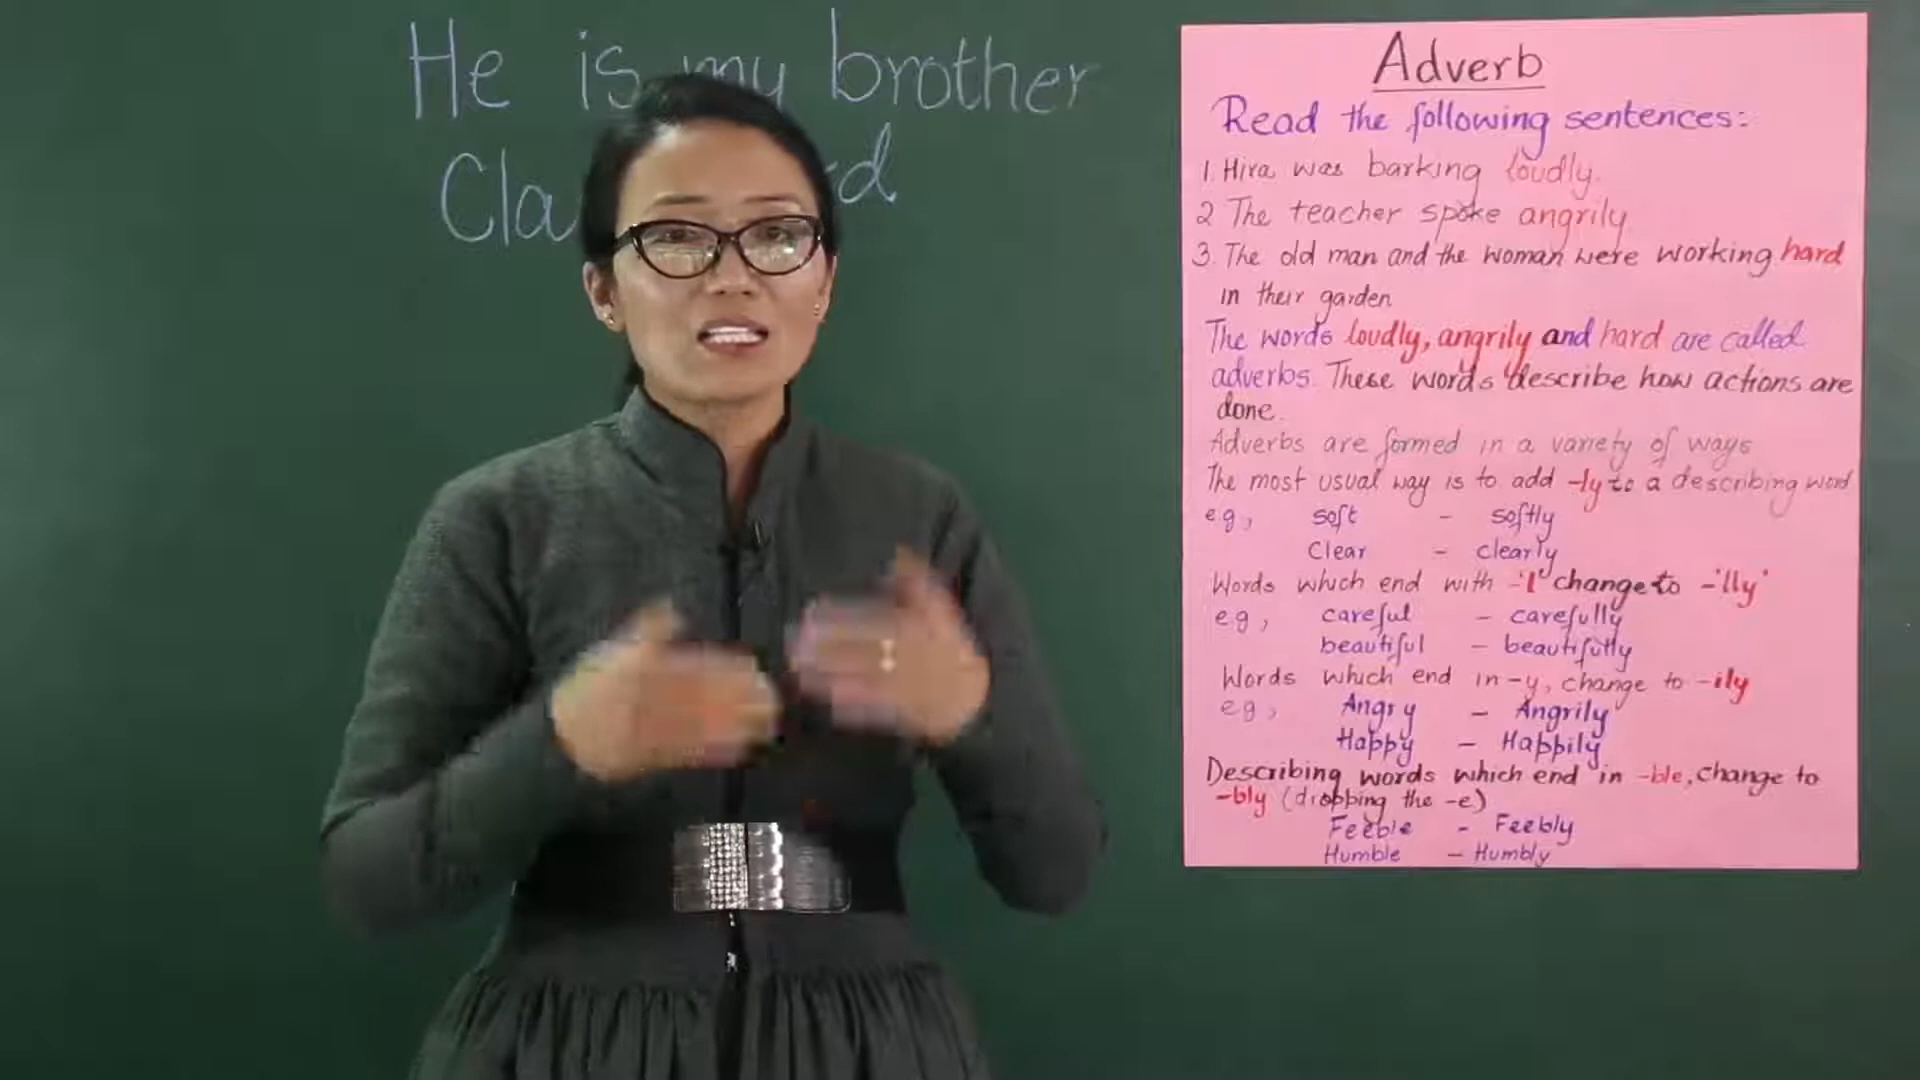 He is my brother
Cla rd
Adverb
Read the following sentences:
1. Hira was barking loudly.
2 The teacher spoke angrily
3. The old man and the woman were working hard
in their garden
The words loudly, angrily and hard are called
adverbs. These words describe how actions are
done.
Adverbs are formed in a variety of ways
The most usual way is to add -ly to a describing word
e.g, soft - softly
Clear - clearly
Words which end with -'l' change to -'lly'
e.g, careful - carefully
beautiful - beautifully
Words which end in -y, change to -ily
e.g, Angry - Angrily
Happy - Happily
Describing words which end in -ble, change to
-bly (dropping the -e)
Feeble - Feebly
Humble - Humbly